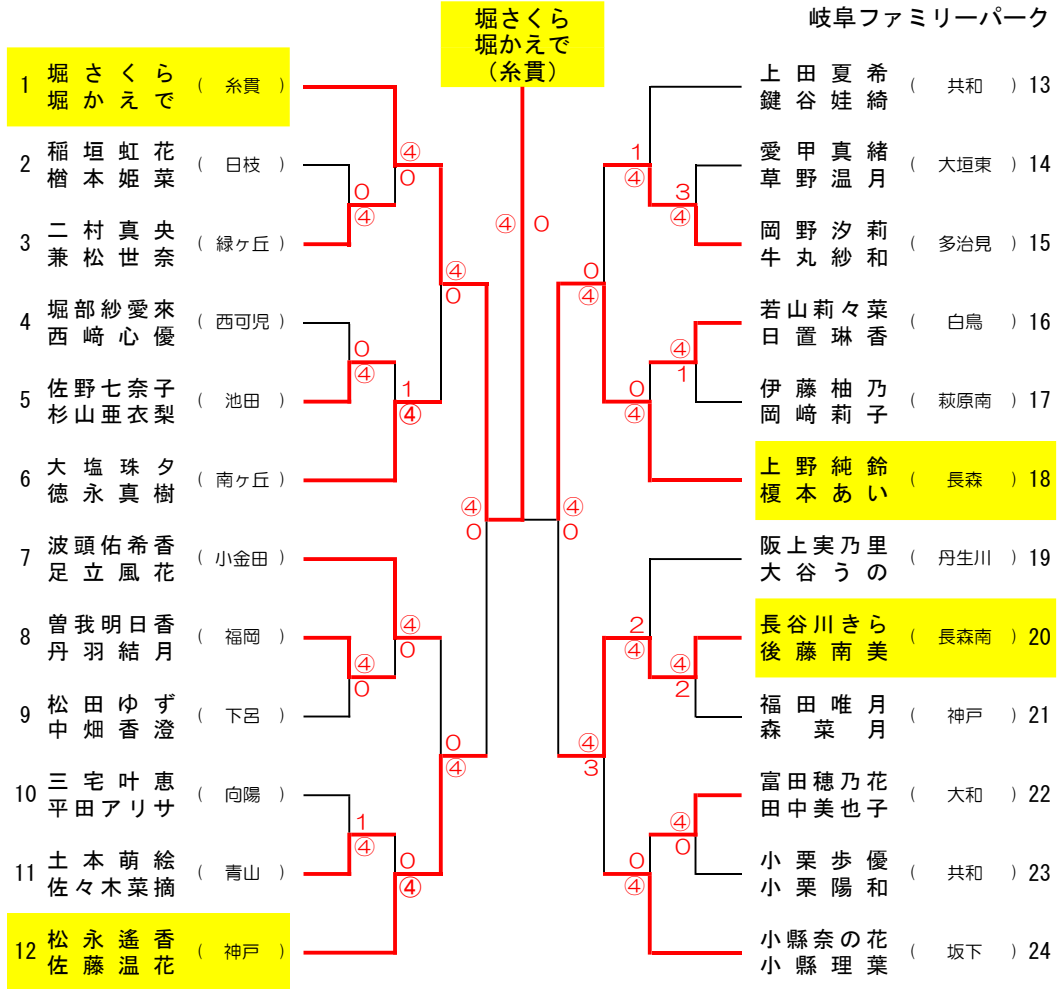 岐阜ファミリーパーク
堀さくら
堀かえで
（糸貫）
1 堀さくら 堀かえで （ 糸貫 ）
2 稲垣虹花 楢本姫菜 （ 日枝 ）
3 二村真央 兼松世奈 （ 緑ヶ丘 ）
4 堀部紗愛來 西﨑心優 （ 西可児 ）
5 佐野七奈子 杉山亜衣梨 （ 池田 ）
6 大塩珠夕 徳永真樹 （ 南ヶ丘 ）
7 波頭佑希香 足立風花 （ 小金田 ）
8 曽我明日香 丹羽結月 （ 福岡 ）
9 松田ゆず 中畑香澄 （ 下呂 ）
10 三宅叶恵 平田アリサ （ 向陽 ）
11 土本萌絵 佐々木菜摘 （ 青山 ）
12 松永遙香 佐藤温花 （ 神戸 ）
④
0
0
④
④
0
0
④
1
④
④
0
④
0
④
0
0
④
1
④
0
④
④ 0
上田夏希 鍵谷娃綺 （ 共和 ） 13
愛甲真緒 草野温月 （ 大垣東 ） 14
岡野汐莉 牛丸紗和 （ 多治見 ） 15
若山莉々菜 日置琳香 （ 白鳥 ） 16
伊藤柚乃 岡﨑莉子 （ 萩原南 ） 17
上野純鈴 榎本あい （ 長森 ） 18
阪上実乃里 大谷うの （ 丹生川 ） 19
長谷川きら 後藤南美 （ 長森南 ） 20
福田唯月 森菜月 （ 神戸 ） 21
富田穂乃花 田中美也子 （ 大和 ） 22
小栗歩優 小栗陽和 （ 共和 ） 23
小縣奈の花 小縣理葉 （ 坂下 ） 24
1
④
3
④
0
④
④
1
0
④
④
0
2
④
④
2
④
3
④
0
0
④